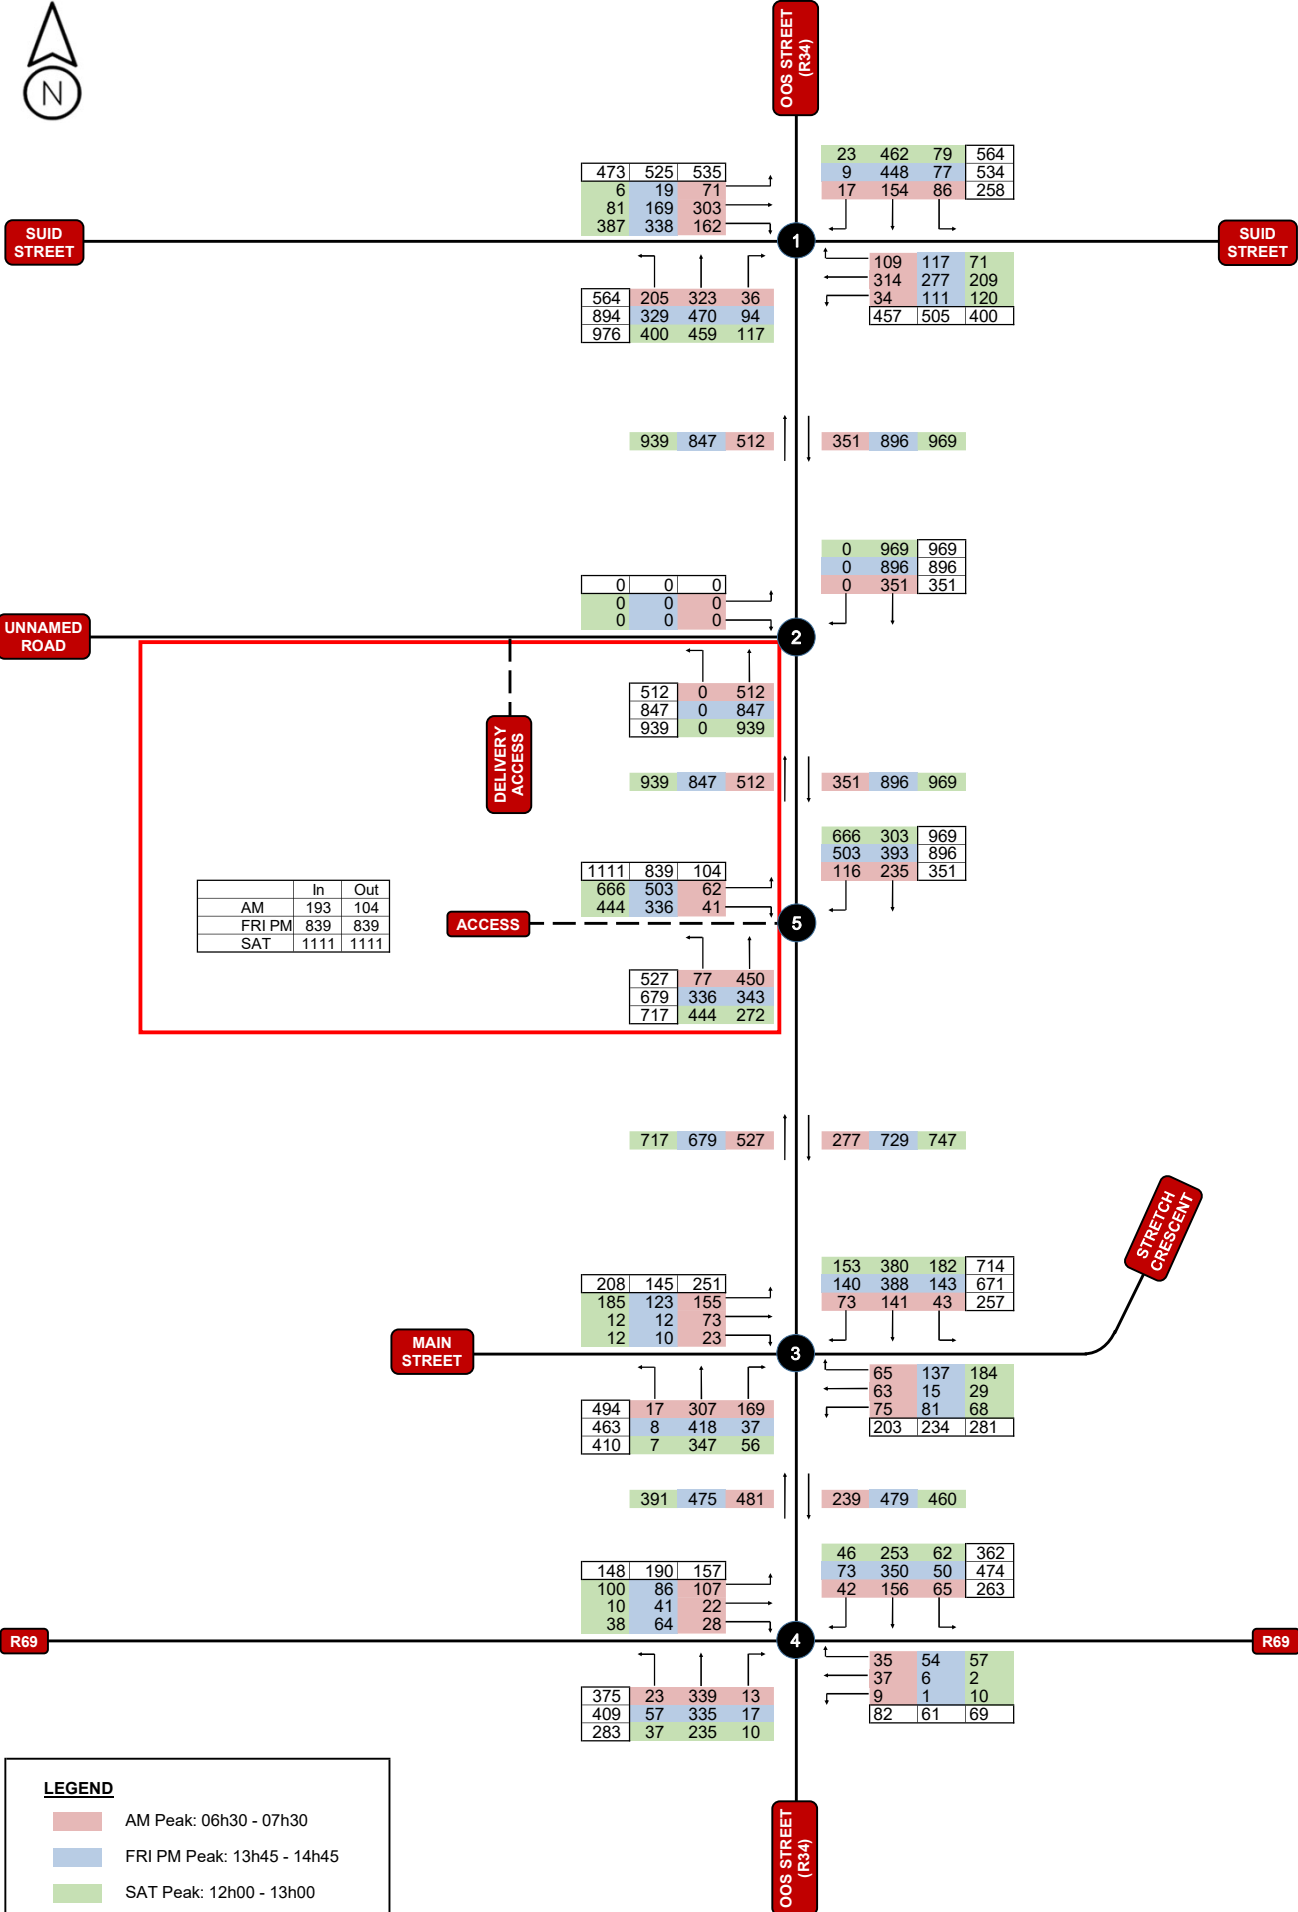 N
OOS STREET
(R34)
23 462 79 564
9 448 77 534
17 154 86 258
473 525 535
6 19 71
81 169 303
387 338 162
SUID
STREET
1
SUID
STREET
109 117 71
314 277 209
34 111 120
457 505 400
564 205 323 36
894 329 470 94
976 400 459 117
939 847 512
351 896 969
0 969 969
0 896 896
0 351 351
0 0 0
0 0 0
0 0 0
UNNAMED
ROAD
2
512 0 512
847 0 847
939 0 939
DELIVERY
ACCESS
939 847 512
351 896 969
666 303 969
503 393 896
116 235 351
1111 839 104
666 503 62
444 336 41
In Out
AM 193 104
FRI PM 839 839
SAT 1111 1111
ACCESS
5
527 77 450
679 336 343
717 444 272
717 679 527
277 729 747
STRETCH
CRESCENT
153 380 182 714
140 388 143 671
73 141 43 257
208 145 251
185 123 155
12 12 73
12 10 23
MAIN
STREET
3
65 137 184
63 15 29
75 81 68
203 234 281
494 17 307 169
463 8 418 37
410 7 347 56
391 475 481
239 479 460
46 253 62 362
73 350 50 474
42 156 65 263
148 190 157
100 86 107
10 41 22
38 64 28
R69
4
R69
35 54 57
37 6 2
9 1 10
82 61 69
375 23 339 13
409 57 335 17
283 37 235 10
LEGEND
AM Peak: 06h30 - 07h30
FRI PM Peak: 13h45 - 14h45
SAT Peak: 12h00 - 13h00
OOS STREET
(R34)